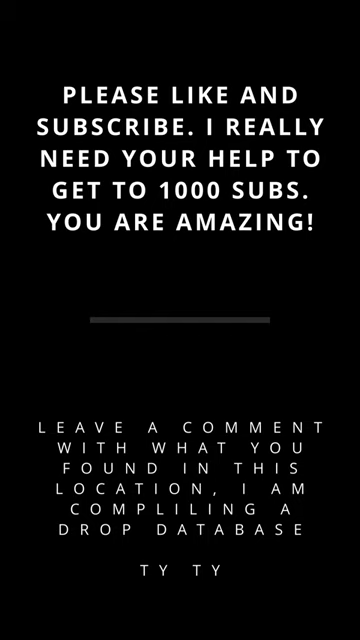 PLEASE LIKE AND
SUBSCRIBE. I REALLY
NEED YOUR HELP TO
GET TO 1000 SUBS.
YOU ARE AMAZING!
LEAVE A COMMENT
WITH WHAT YOU
FOUND IN THIS
LOCATION, I AM
COMPLILING A
DROP DATABASE
TY TY